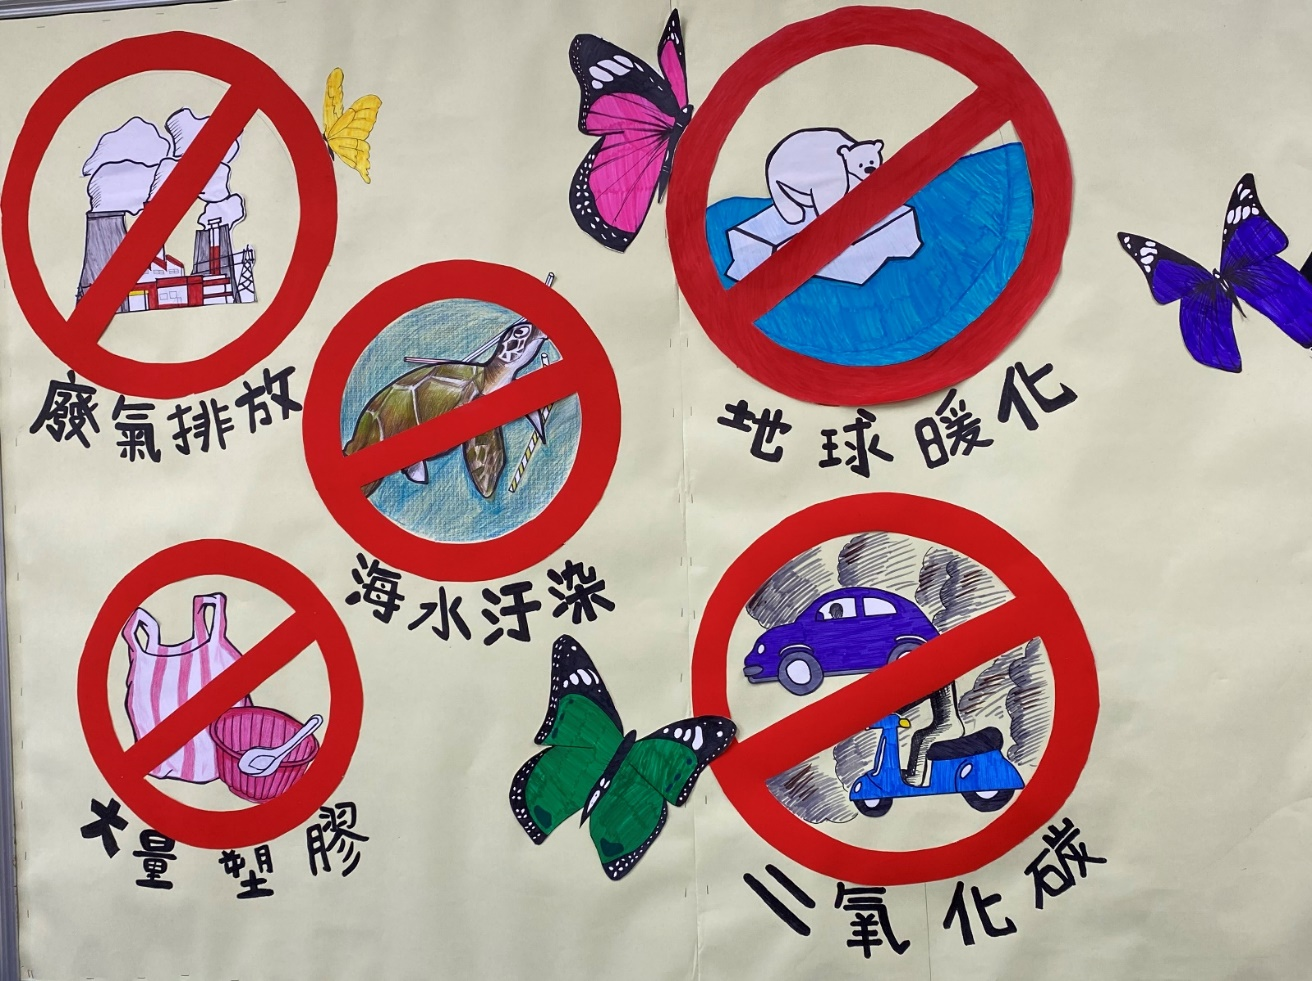 廢氣排放
地球暖化
海水汙染
大量塑膠
二氧化碳